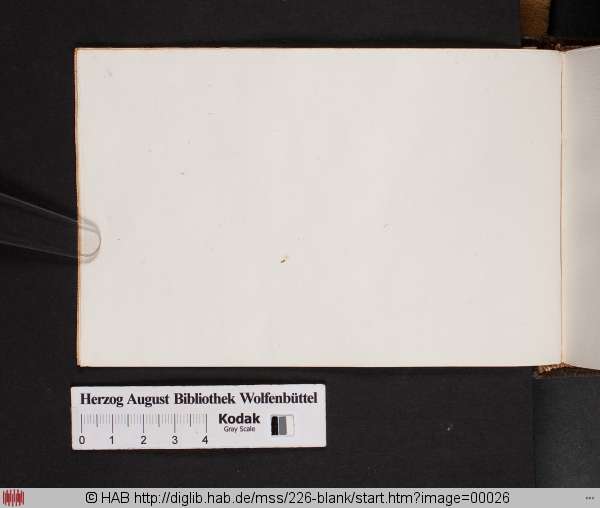 Herzog August Bibliothek Wolfenbüttel
Kodak
Gray Scale
0 1 2 3 4
© HAB http://diglib.hab.de/mss/226-blank/start.htm?image=00026